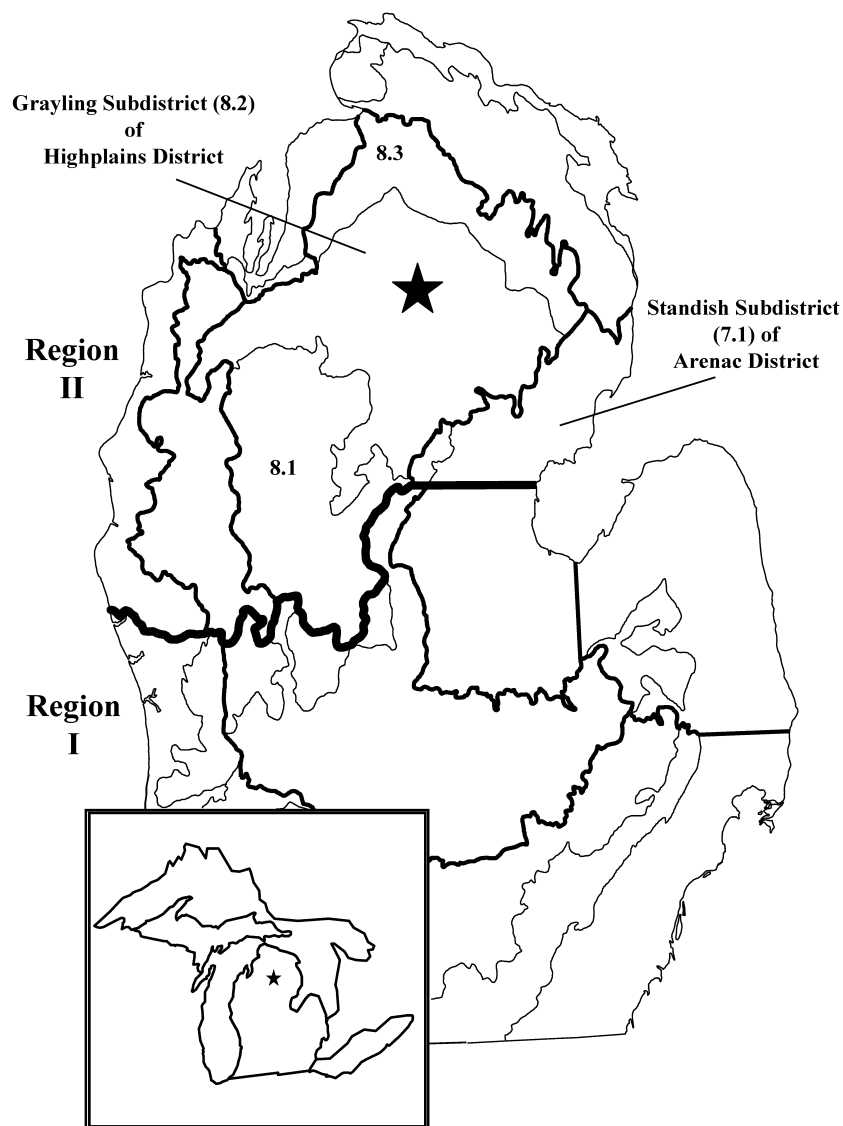 Grayling Subdistrict (8.2)
of
Highplains District
8.3
Standish Subdistrict
(7.1) of
Arenac District
Region
II
8.1
Region
I